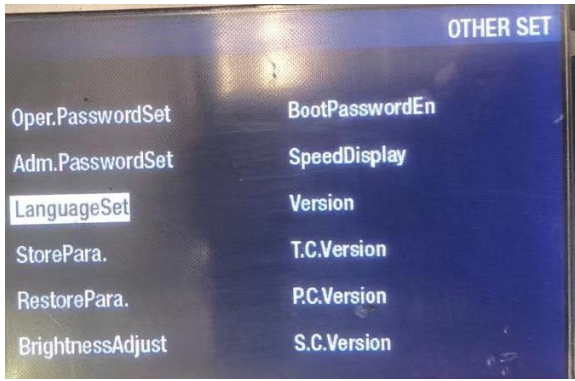 OTHER SET
Oper.PasswordSet
Adm.PasswordSet
LanguageSet
StorePara.
RestorePara.
BrightnessAdjust
BootPasswordEn
SpeedDisplay
Version
T.C.Version
P.C.Version
S.C.Version